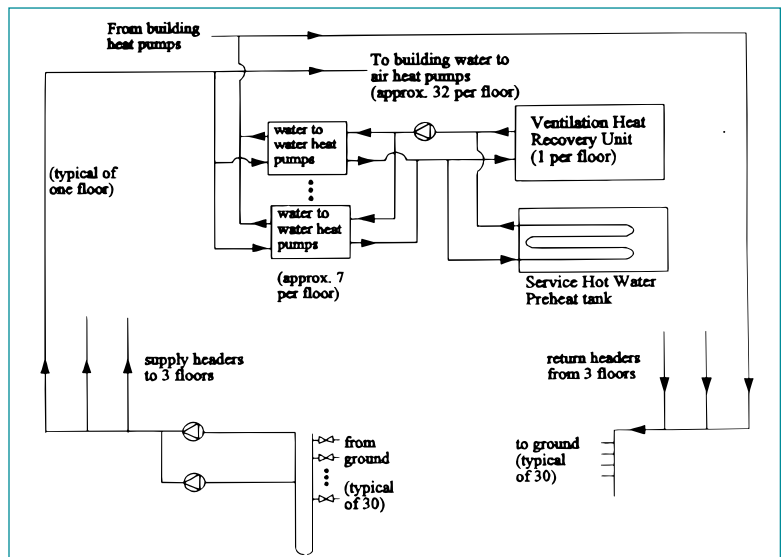 From building
heat pumps
To building water to
air heat pumps
(approx. 32 per floor)
water to
water heat
pumps
Ventilation Heat
Recovery Unit
(1 per floor)
(typical of
one floor)
water to
water heat
pumps
(approx. 7
per floor)
Service Hot Water
Preheat tank
supply headers
to 3 floors
return headers
from 3 floors
from
ground
(typical
of 30)
to ground
(typical
of 30)